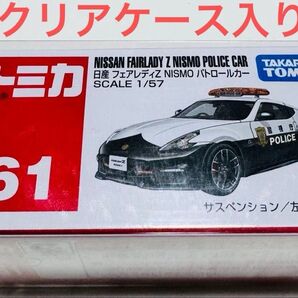 クリアケース入り
トミカ
NISSAN FAIRLADY Z NISMO POLICE CAR
日産 フェアレディZ NISMO パトロールカー
SCALE 1/57
TAKARA
TOMY
61
POLICE
サスペンション/左